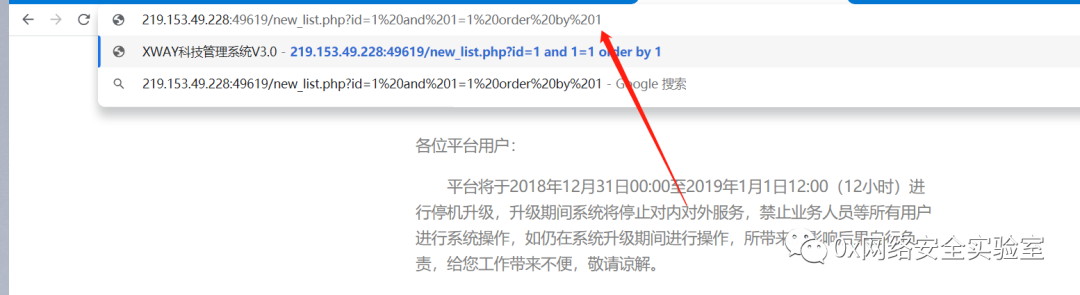 219.153.49.228:49619/new_list.php?id=1%20and%201=1%20order%20by%201
XWAY科技管理系统V3.0 - 219.153.49.228:49619/new_list.php?id=1 and 1=1 order by 1
219.153.49.228:49619/new_list.php?id=1%20and%201=1%20order%20by%201 - Google 搜索
各位平台用户：
平台将于2018年12月31日00:00至2019年1月1日12:00（12小时）进
行停机升级，升级期间系统将停止对内对外服务，禁止业务人员等所有用户
进行系统操作，如仍在系统升级期间进行操作，所带来 影响后果自行负
责，给您工作带来不便，敬请谅解。
0X网络安全实验室